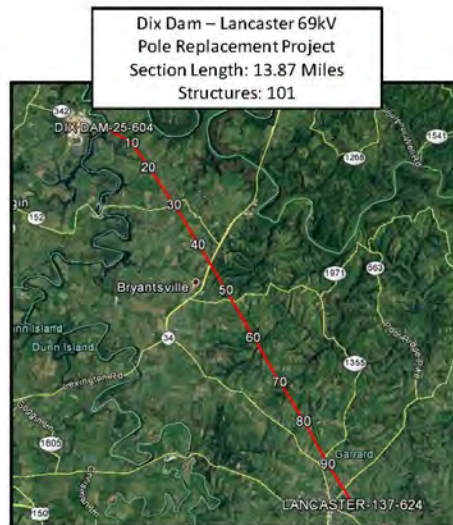 Dix Dam – Lancaster 69kV
Pole Replacement Project
Section Length: 13.87 Miles
Structures: 101
342
DIX DAM-25-604
10
1541
1268
20
152
30
40
1971
563
Bryantsville
50
Dunn Island
34
60
1355
Lexington Rd
70
80
1805
Garrard
90
LANCASTER-137-624
150